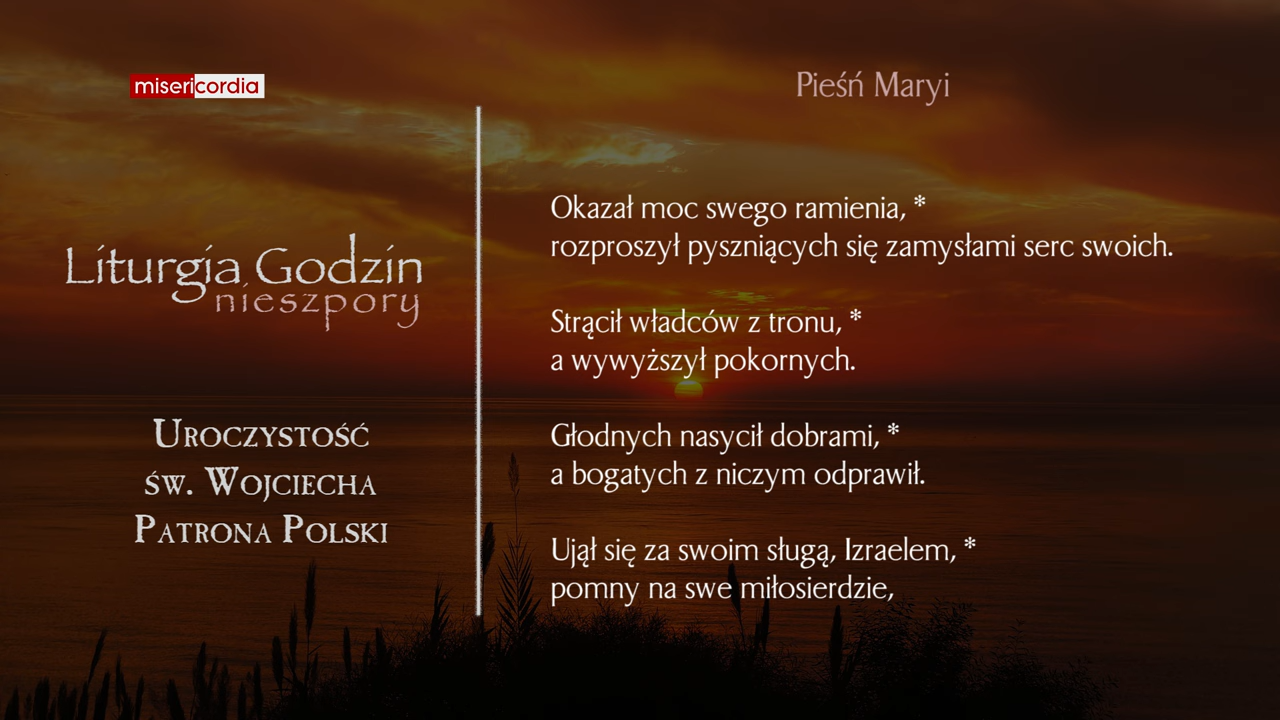 misericordia
Pieśń Maryi
Liturgia Godzin
nieszpory
Uroczystość
św. Wojciecha
Patrona Polski
Okazał moc swego ramienia, *
rozproszył pyszniących się zamysłami serc swoich.
Strącił władców z tronu, *
a wywyższył pokornych.
Głodnych nasycił dobrami, *
a bogatych z niczym odprawił.
Ujął się za swoim sługą, Izraelem, *
pomny na swe miłosierdzie,